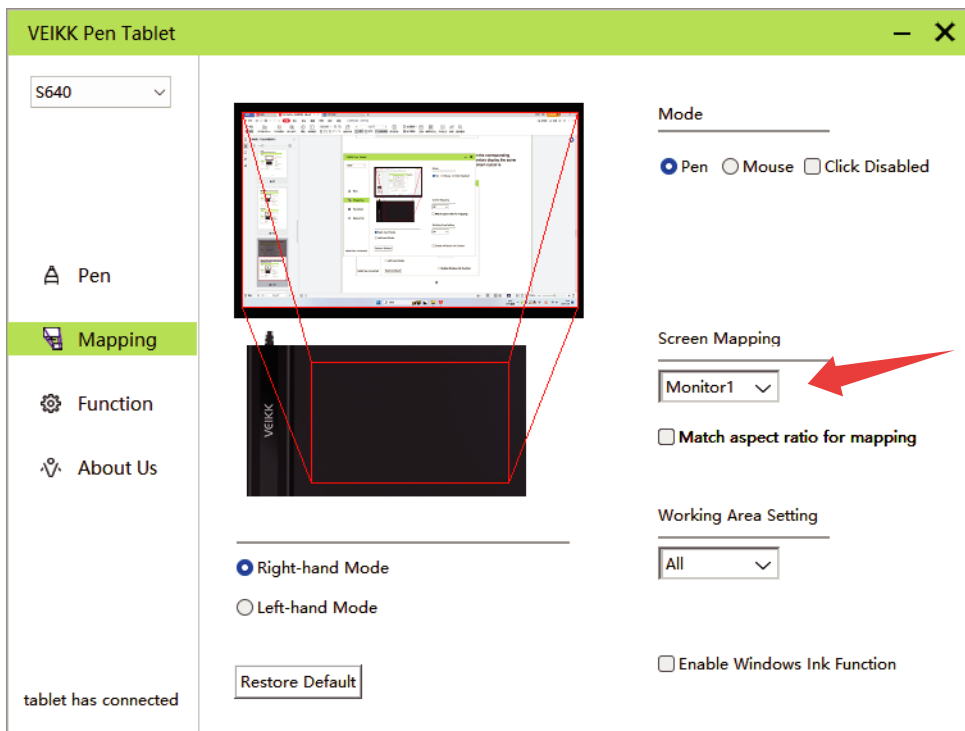 VEIKK Pen Tablet
S640
Pen
Mapping
Function
About Us
tablet has connected
VEIKK
Right-hand Mode
Left-hand Mode
Restore Default
Mode
Pen
Mouse
Click Disabled
Screen Mapping
Monitor1
Match aspect ratio for mapping
Working Area Setting
All
Enable Windows Ink Function